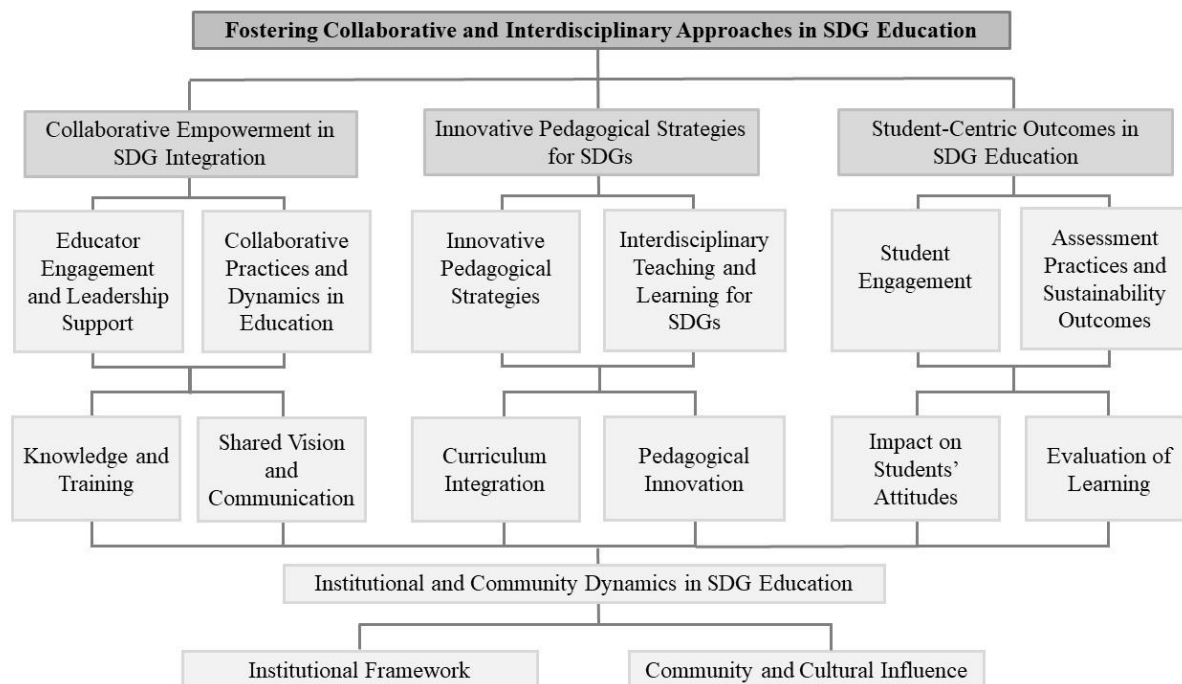 Fostering Collaborative and Interdisciplinary Approaches in SDG Education
Collaborative Empowerment in
SDG Integration
Innovative Pedagogical Strategies
for SDGs
Student-Centric Outcomes in
SDG Education
Educator
Engagement
and Leadership
Support
Collaborative
Practices and
Dynamics in
Education
Innovative
Pedagogical
Strategies
Interdisciplinary
Teaching and
Learning for
SDGs
Student
Engagement
Assessment
Practices and
Sustainability
Outcomes
Knowledge and
Training
Shared Vision
and
Communication
Curriculum
Integration
Pedagogical
Innovation
Impact on
Students’
Attitudes
Evaluation of
Learning
Institutional and Community Dynamics in SDG Education
Institutional Framework
Community and Cultural Influence